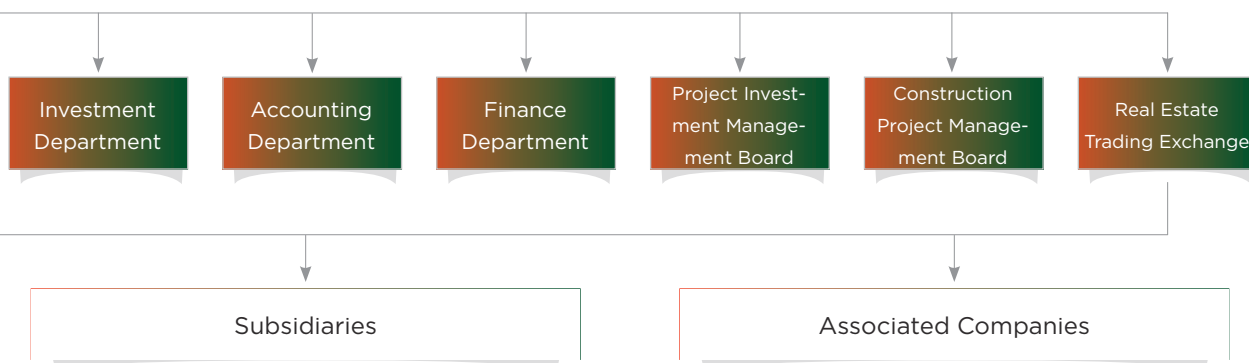 Investment
Department
Accounting
Department
Finance
Department
Project Invest-
ment Manage-
ment Board
Construction
Project Manage-
ment Board
Real Estate
Trading Exchange
Subsidiaries
Associated Companies